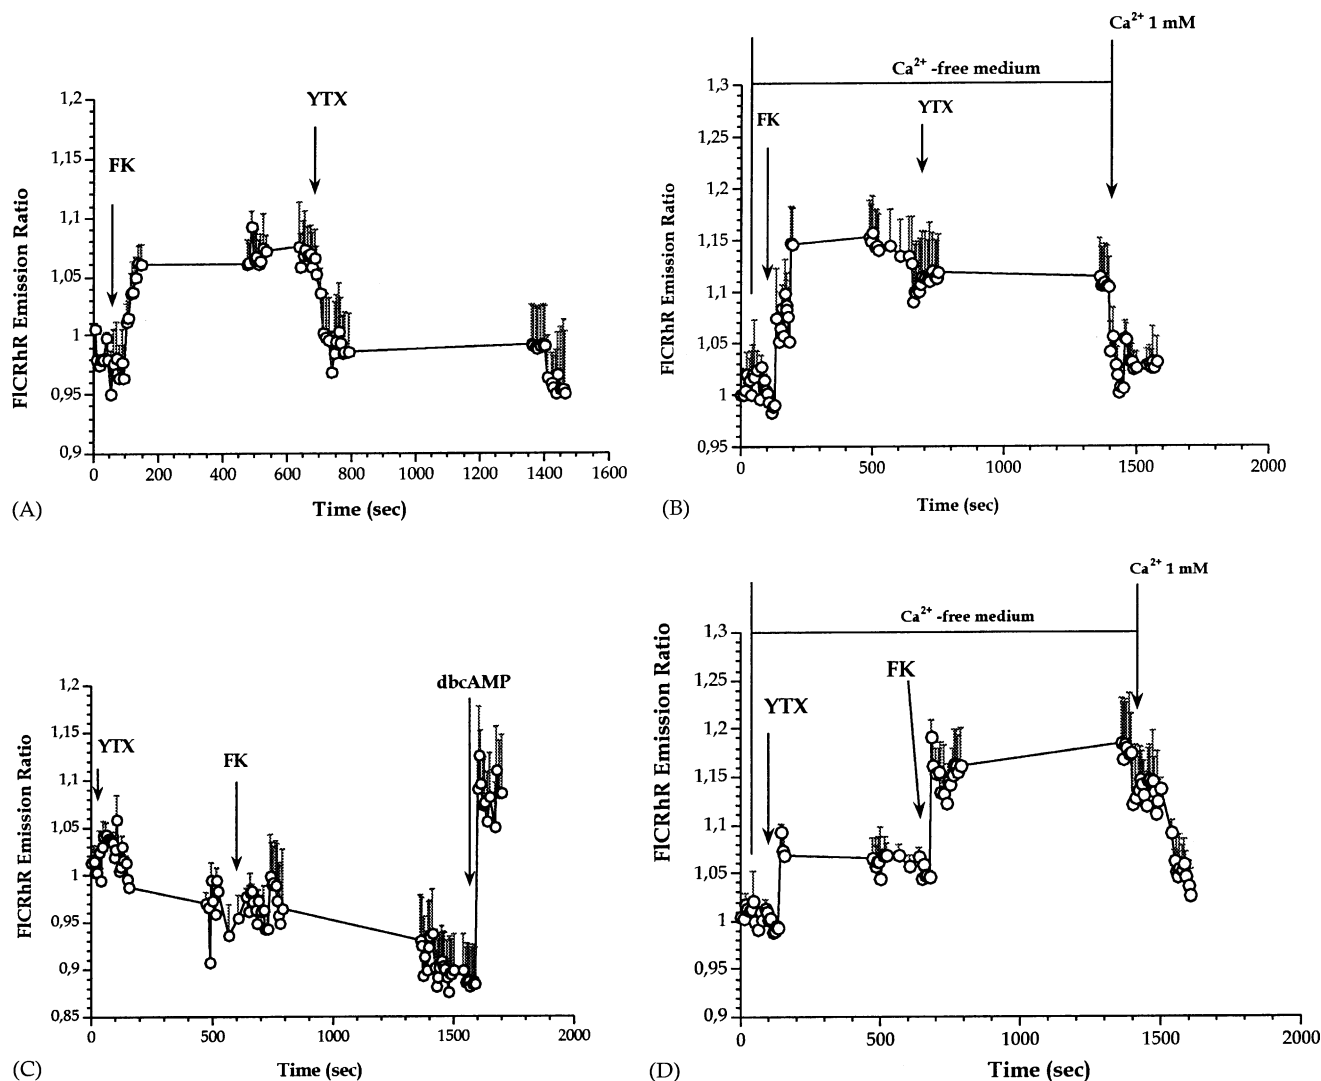 1,2
1,15
1,1
1,05
1
0,95
0,9
FlCRhR Emission Ratio
FK
YTX
0 200 400 600 800 1000 1200 1400 1600
(A)
Time (sec)
Ca2+ 1 mM
Ca2+ -free medium
1,3
1,25
1,2
1,15
1,1
1,05
1
0,95
FlCRhR Emission Ratio
FK
YTX
0 500 1000 1500 2000
(B)
Time (sec)
1,2
1,15
1,1
1,05
1
0,95
0,9
0,85
FlCRhR Emission Ratio
YTX
FK
dbcAMP
0 500 1000 1500 2000
(C)
Time (sec)
Ca2+ 1 mM
Ca2+ -free medium
1,3
1,25
1,2
1,15
1,1
1,05
1
0,95
0,9
FlCRhR Emission Ratio
YTX
FK
0 500 1000 1500 2000
(D)
Time (sec)